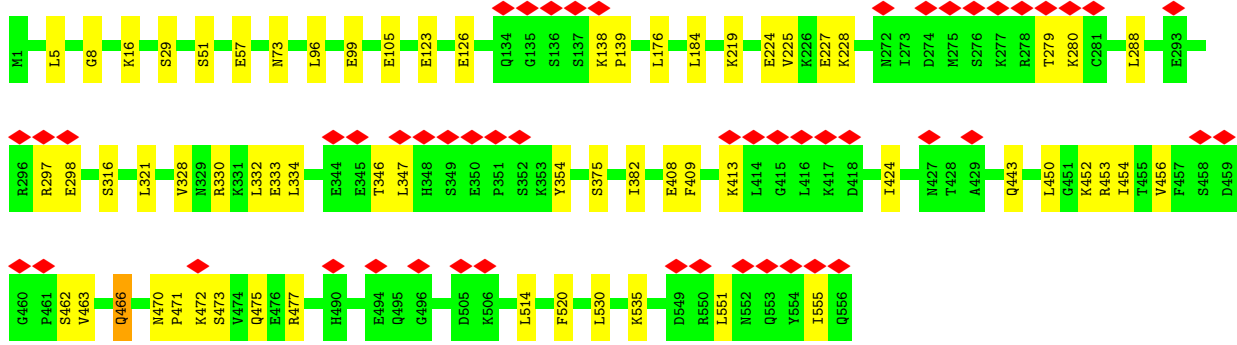 M1 L5 G8 K16 S29 S51 E57 N73 L96 E99 E105 E123 E126 Q134 G135 S136 S137 K138 P139 L176 L184 K219 E224 V225 K226 E227 K228 N272 I273 D274 M275 S276 K277 R278 T279 K280 C281 L288 E293
R296 R297 E298 S316 L321 V328 N329 R330 K331 L332 E333 L334 E344 E345 T346 L347 H348 S349 E350 P351 S352 K353 Y354 S375 I382 E408 F409 K413 L414 G415 L416 K417 D418 I424 N427 T428 A429 Q443 L450 G451 K452 R453 I454 T455 V456 F457 S458 D459
G460 P461 S462 V463 Q466 N470 P471 K472 S473 V474 Q475 E476 R477 H490 E494 Q495 G496 D505 K506 L514 F520 L530 K535 D549 R550 L551 N552 Q553 Y554 I555 Q556